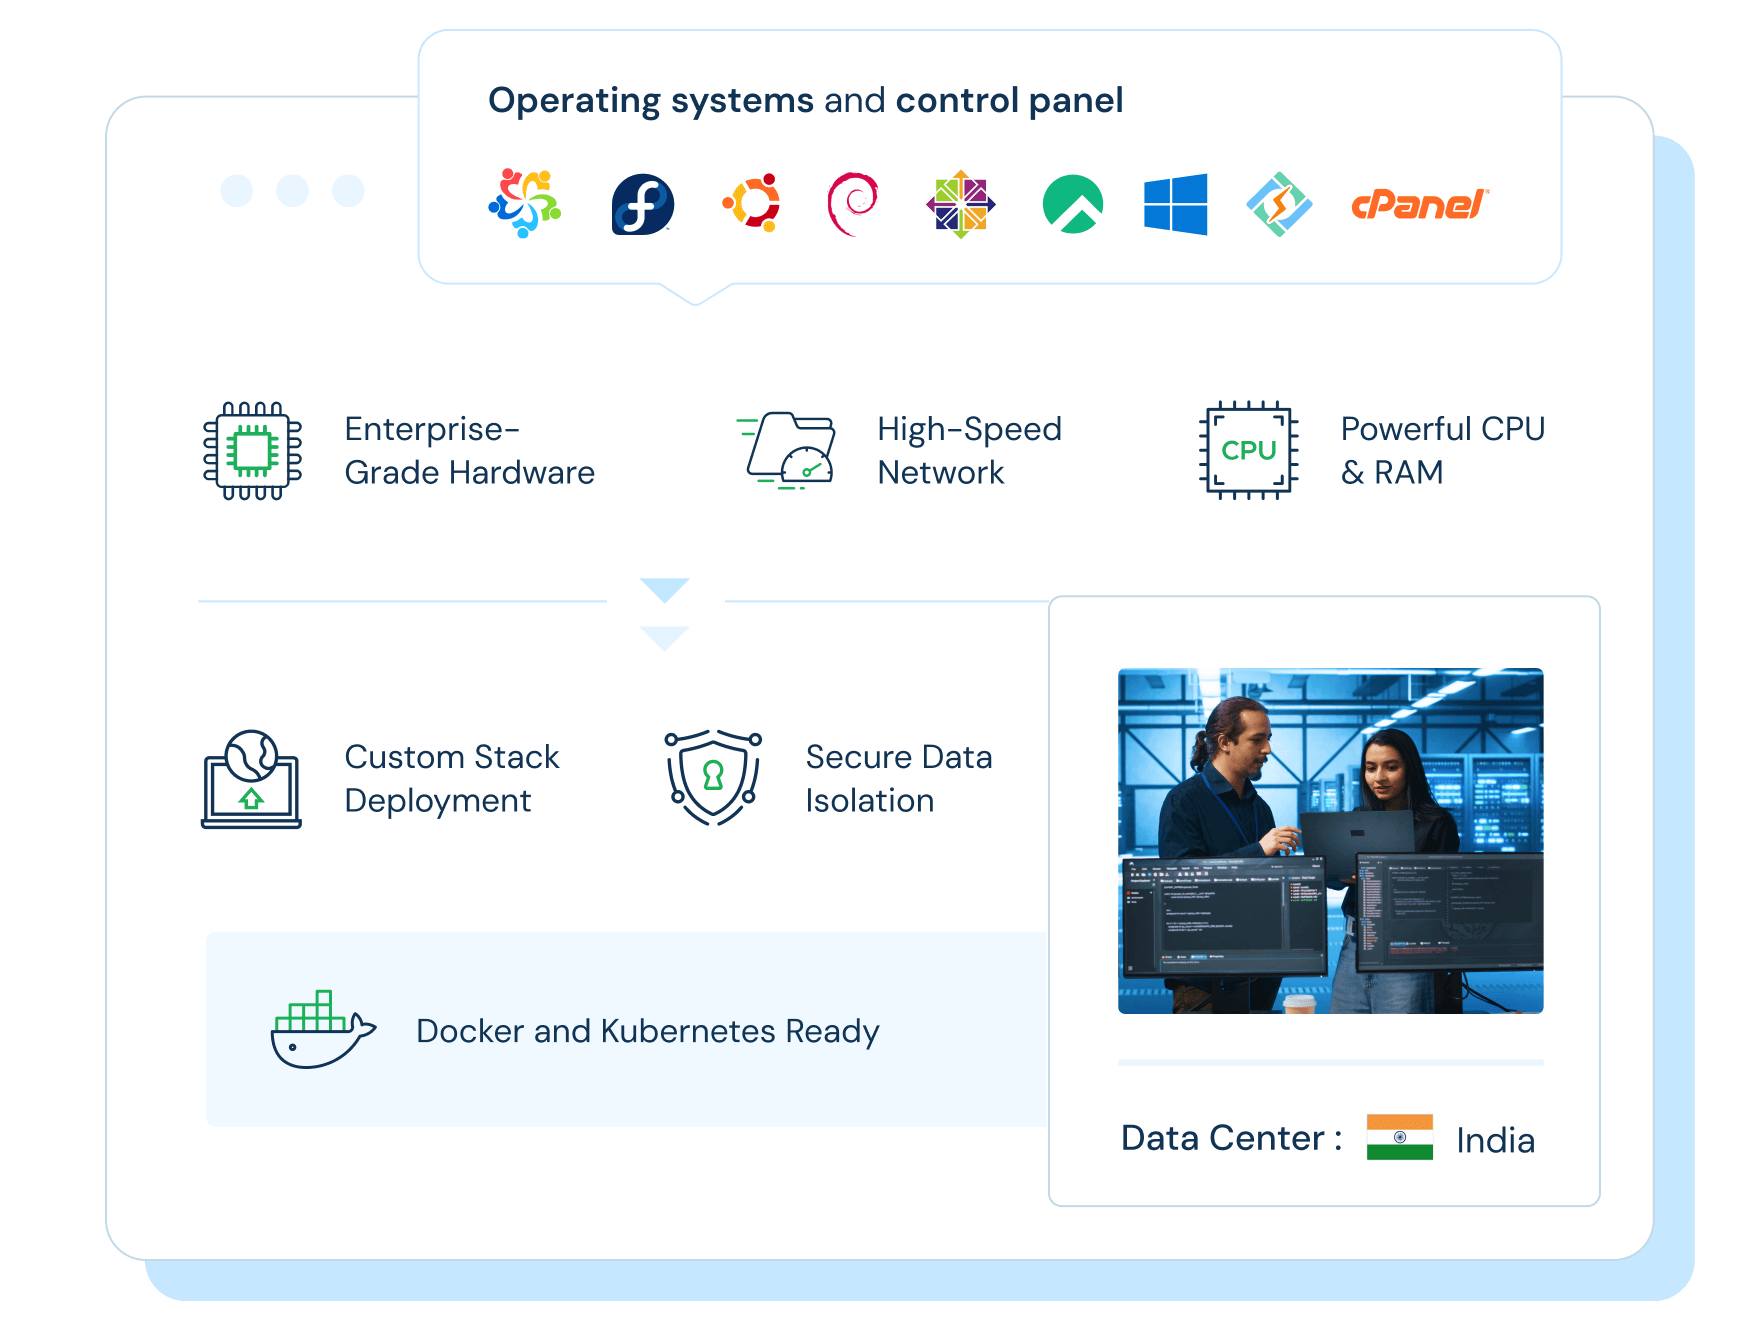 Operating systems and control panel
cPanel
Enterprise-
Grade Hardware
High-Speed
Network
CPU
Powerful CPU
& RAM
Custom Stack
Deployment
Secure Data
Isolation
Docker and Kubernetes Ready
Data Center :
India